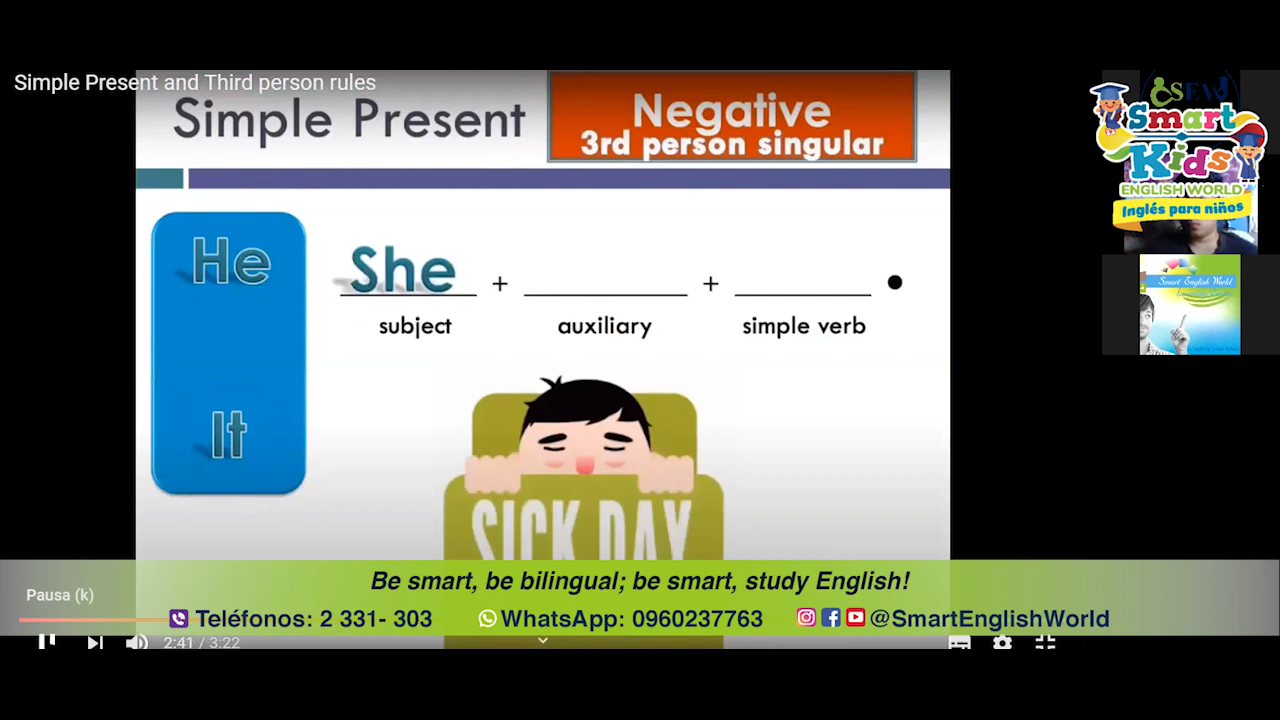 Simple Present and Third person rules
Simple Present
Negative
3rd person singular
He
It
She + + •
subject auxiliary simple verb
SICK DAY
SEW
Smart
Kids
ENGLISH WORLD
Inglés para niños
Smart English World
Be smart, be bilingual; be smart, study English!
Pausa (k)
Teléfonos: 2 331- 303 WhatsApp: 0960237763 @SmartEnglishWorld
2:41 / 3:22